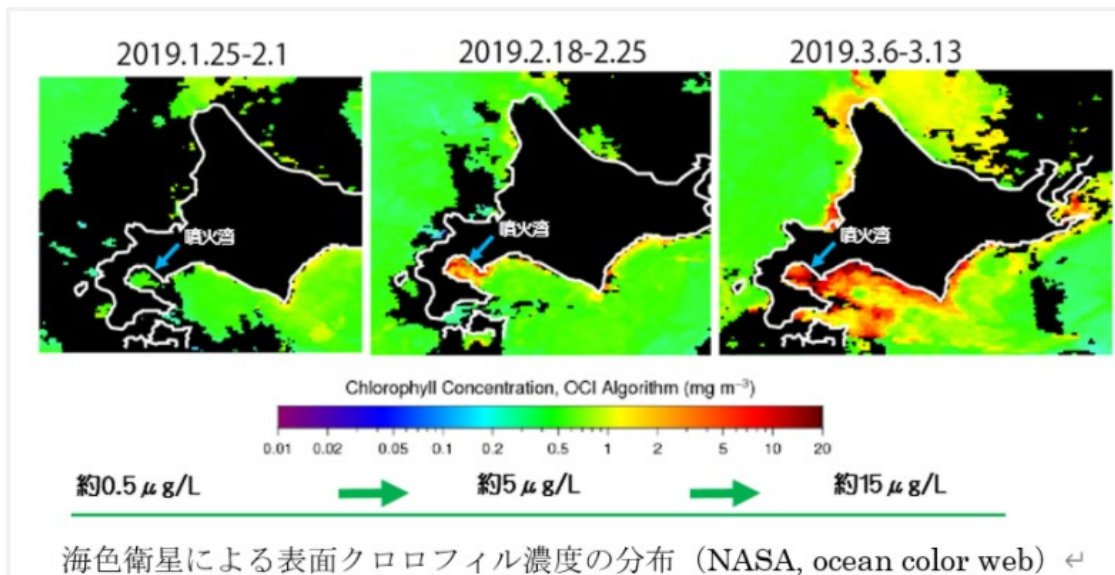 2019.1.25-2.1 2019.2.18-2.25 2019.3.6-3.13
噴火湾 噴火湾 噴火湾
Chlorophyll Concentration, OCI Algorithm (mg m⁻³)
0.01 0.02 0.05 0.1 0.2 0.5 1 2 5 10 20
約0.5μg/L 約5μg/L 約15μg/L
海色衛星による表面クロロフィル濃度の分布（NASA, ocean color web）↵